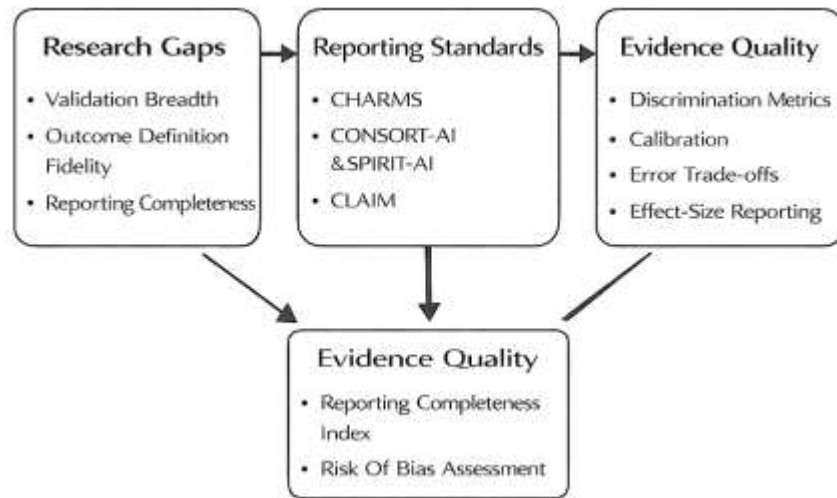 Research Gaps
• Validation Breadth
• Outcome Definition
Fidelity
• Reporting Completeness
Reporting Standards
• CHARMS
• CONSORT-AI
&SPIRIT-AI
• CLAIM
Evidence Quality
• Discrimination Metrics
• Calibration
• Error Trade-offs
• Effect-Size Reporting
Evidence Quality
• Reporting Completeness
Index
• Risk Of Bias Assessment